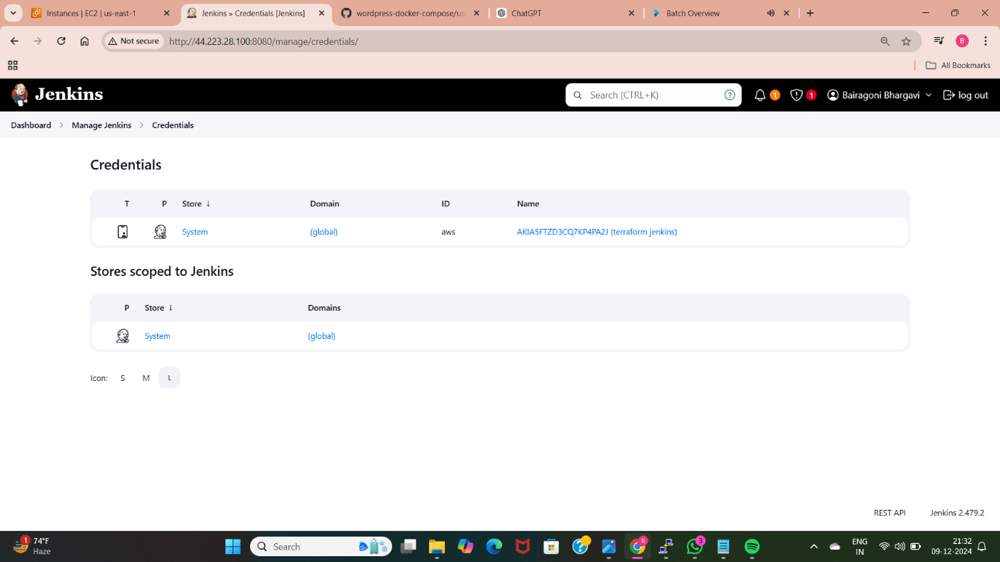 Instances | EC2 | us-east-1
Jenkins » Credentials [Jenkins]
wordpress-docker-compose/us
ChatGPT
Batch Overview
Not secure
http://44.223.28.100:8080/manage/credentials/
B
All Bookmarks
Jenkins
Search (CTRL+K)
?
1
1
Bairagoni Bhargavi
log out
Dashboard > Manage Jenkins > Credentials
Credentials
T P Store ↓ Domain ID Name
System (global) aws AKIA5FTZD3CQ7KP4PA2J (terraform jenkins)
Stores scoped to Jenkins
P Store ↓ Domains
System (global)
Icon: S M L
REST API Jenkins 2.479.2
1
74°F
Haze
Search
B
3
ENG
IN
21:32
09-12-2024